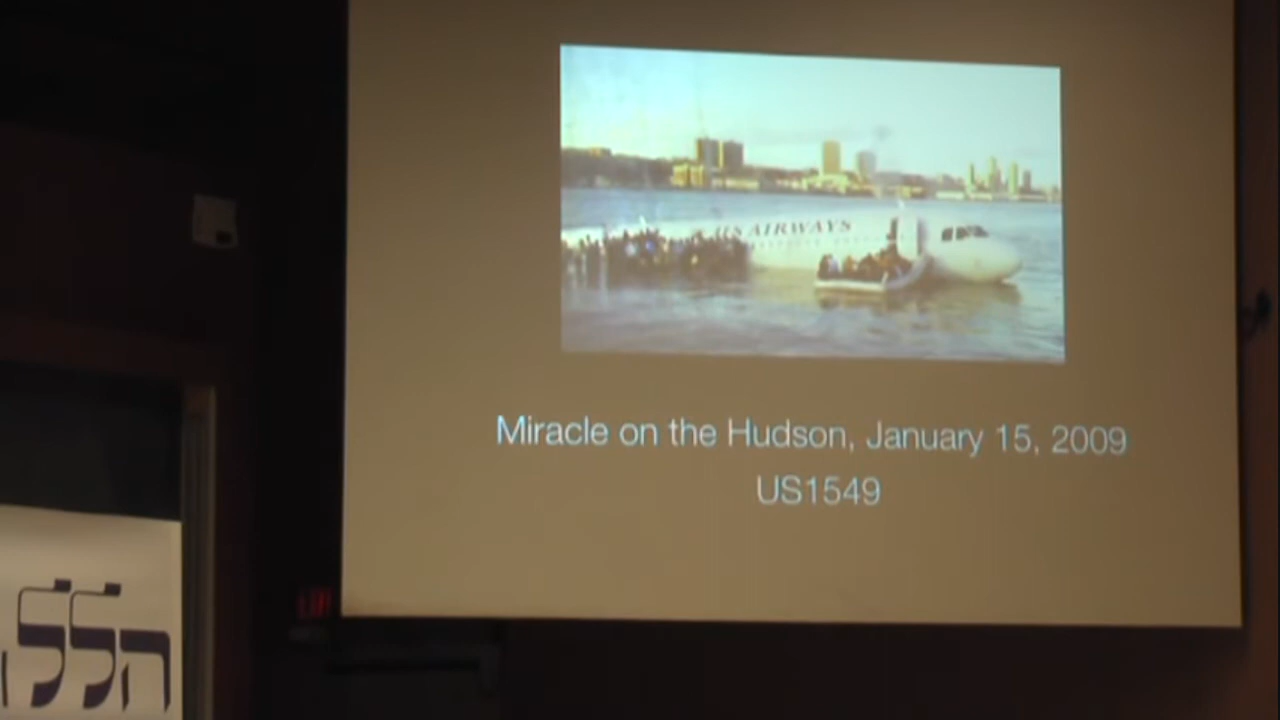 US AIRWAYS
Miracle on the Hudson, January 15, 2009
US1549
הלל